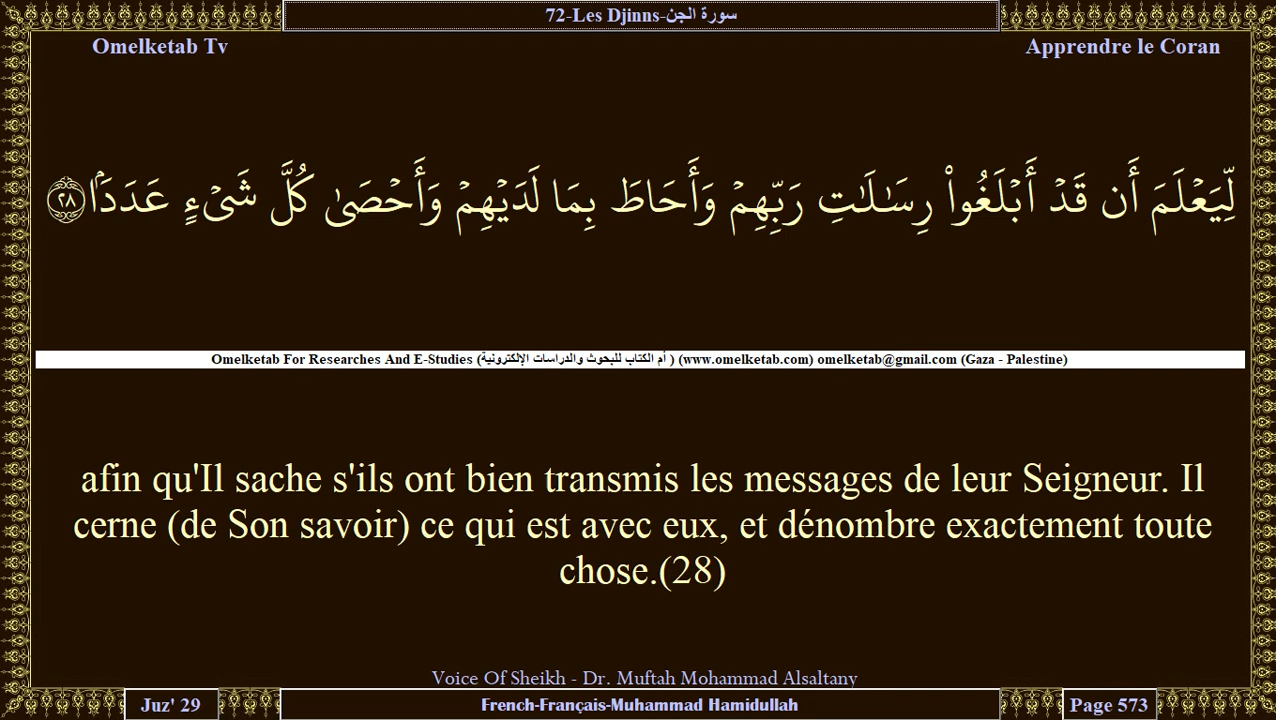 72-Les Djinns-سورة الجن
Omelketab Tv
Apprendre le Coran
لِّيَعۡلَمَ أَن قَدۡ أَبۡلَغُواْ رِسَٰلَٰتِ رَبِّهِمۡ وَأَحَاطَ بِمَا لَدَيۡهِمۡ وَأَحۡصَىٰ كُلَّ شَيۡءٍ عَدَدَۢا ٢٨
Omelketab For Researches And E-Studies (أم الكتاب للبحوث والدراسات الإلكترونية ) (www.omelketab.com) omelketab@gmail.com (Gaza - Palestine)
afin qu'Il sache s'ils ont bien transmis les messages de leur Seigneur. Il
cerne (de Son savoir) ce qui est avec eux, et dénombre exactement toute
chose.(28)
Voice Of Sheikh - Dr. Muftah Mohammad Alsaltany
Juz' 29
French-Français-Muhammad Hamidullah
Page 573